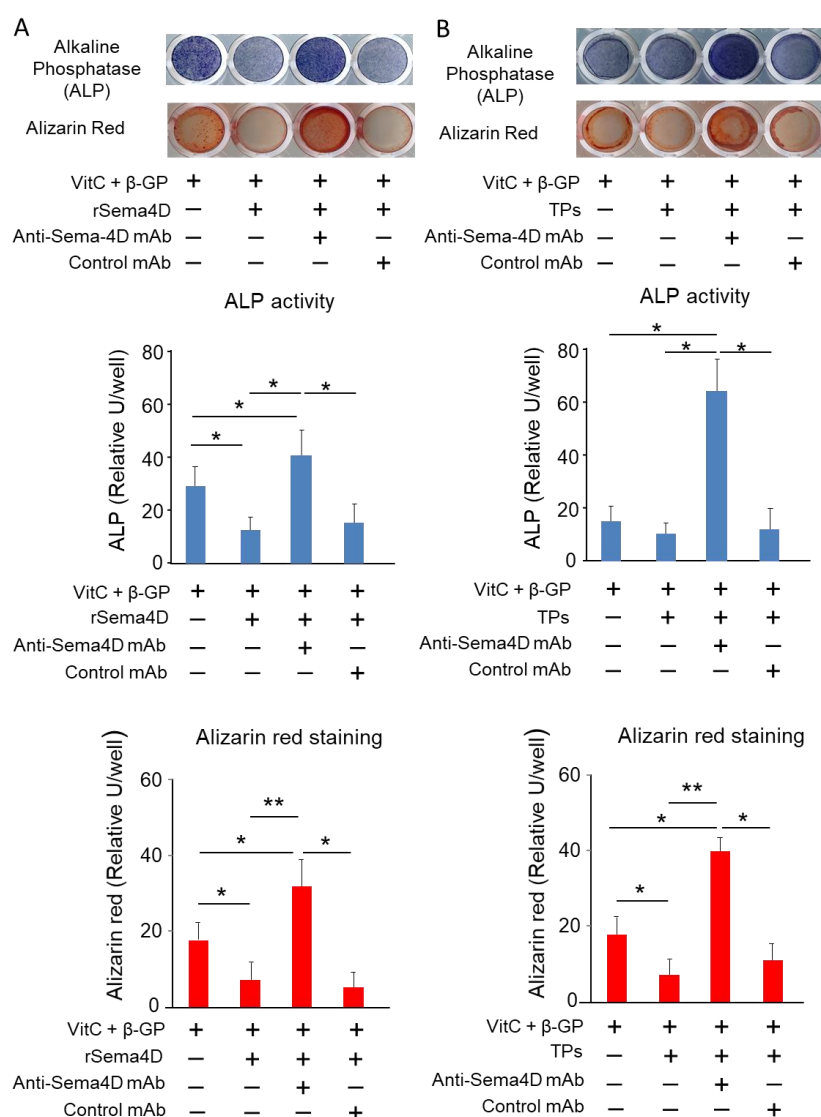 A
Alkaline
Phosphatase
(ALP)
Alizarin Red
VitC + β-GP + + + +
rSema4D — + + +
Anti-Sema-4D mAb — — + —
Control mAb — — — +
ALP activity
ALP (Relative U/well)
80
60
40
20
0
* * * *
VitC + β-GP + + + +
rSema4D — + + +
Anti-Sema4D mAb — — + —
Control mAb — — — +
Alizarin red staining
Alizarin red (Relative U/well)
60
40
20
0
** * * *
VitC + β-GP + + + +
rSema4D — + + +
Anti-Sema4D mAb — — + —
Control mAb — — — +
B
Alkaline
Phosphatase
(ALP)
Alizarin Red
VitC + β-GP + + + +
TPs — + + +
Anti-Sema-4D mAb — — + —
Control mAb — — — +
ALP activity
ALP (Relative U/well)
80
60
40
20
0
* * *
VitC + β-GP + + + +
TPs — + + +
Anti-Sema4D mAb — — + —
Control mAb — — — +
Alizarin red staining
Alizarin red (Relative U/well)
60
40
20
0
** * * *
VitC + β-GP + + + +
TPs — + + +
Anti-Sema4D mAb — — + —
Control mAb — — — +